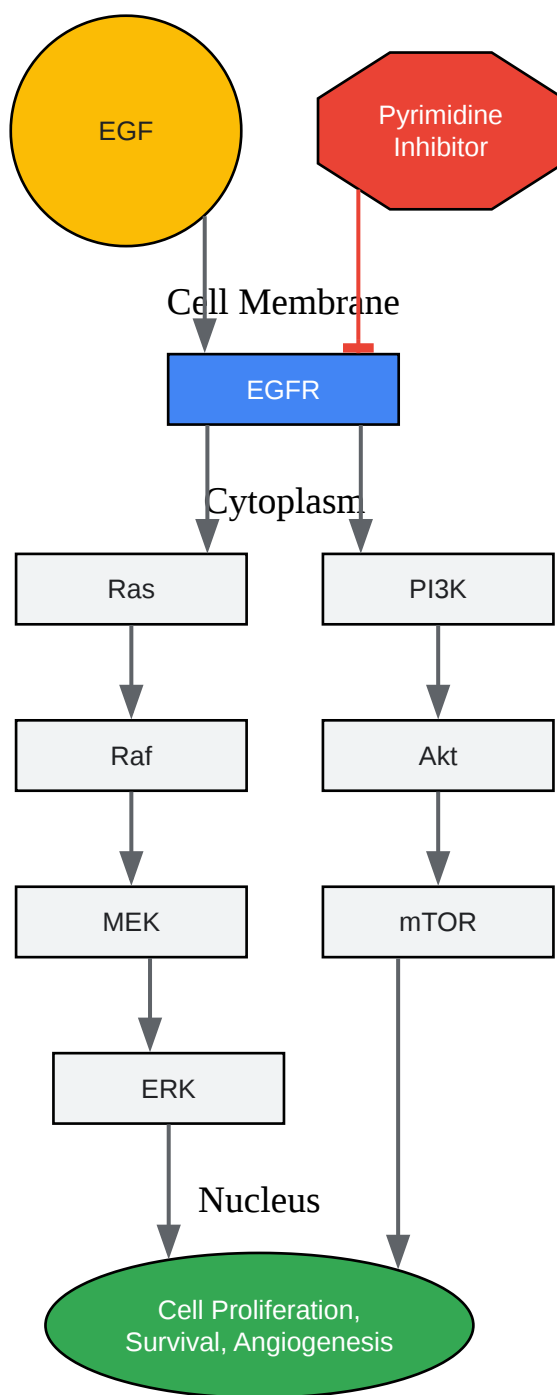 EGF
Pyrimidine
Inhibitor
Cell Membrane
EGFR
Cytoplasm
Ras
PI3K
Raf
Akt
MEK
mTOR
ERK
Nucleus
Cell Proliferation,
Survival, Angiogenesis